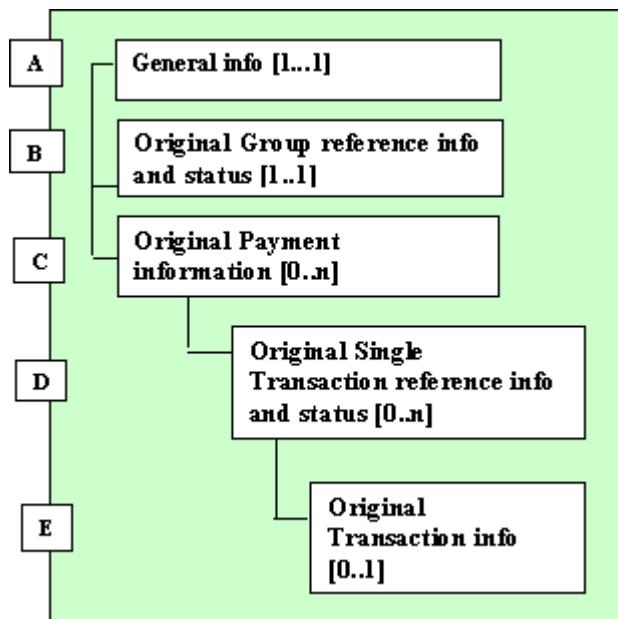 A
General info [1...1]
B
Original Group reference info
and status [1..1]
C
Original Payment
information [0..n]
D
Original Single
Transaction reference info
and status [0..n]
E
Original
Transaction info
[0..1]